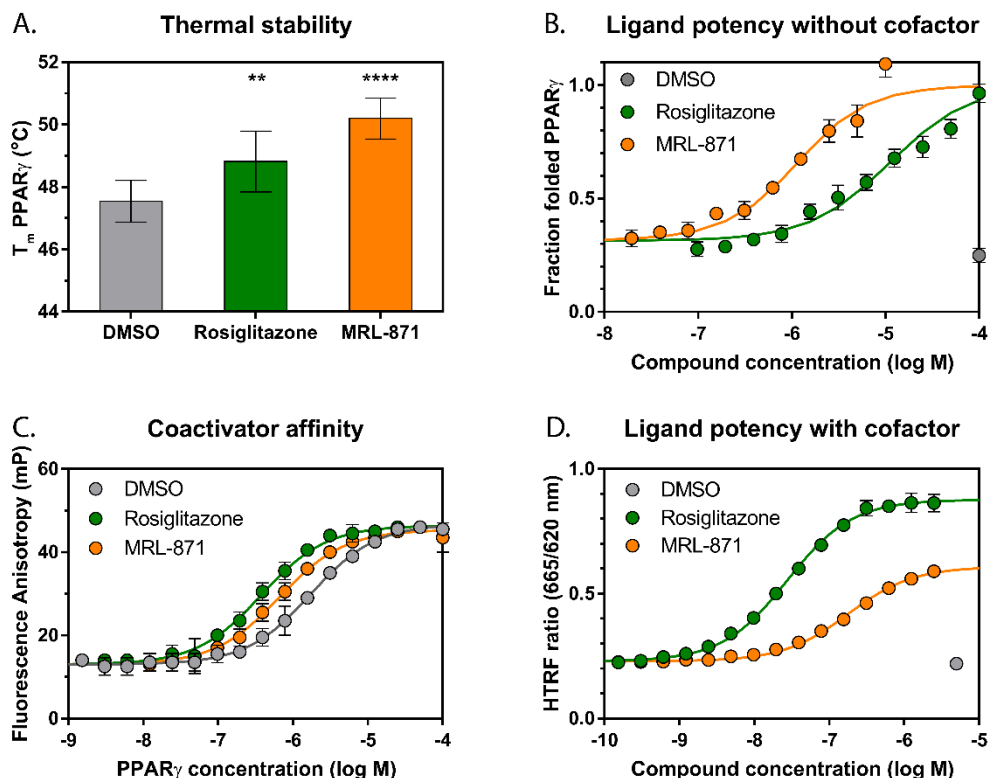 A. Thermal stability
T_m PPARγ (°C)
52
50
48
46
44
** ****
DMSO Rosiglitazone MRL-871
B. Ligand potency without cofactor
Fraction folded PPARγ
1.0
0.5
0.0
DMSO
Rosiglitazone
MRL-871
-8 -7 -6 -5 -4
Compound concentration (log M)
C. Coactivator affinity
Fluorescence Anisotropy (mP)
60
40
20
0
DMSO
Rosiglitazone
MRL-871
-9 -8 -7 -6 -5 -4
PPARγ concentration (log M)
D. Ligand potency with cofactor
HTRF ratio (665/620 nm)
1.0
0.5
0.0
DMSO
Rosiglitazone
MRL-871
-10 -9 -8 -7 -6 -5
Compound concentration (log M)